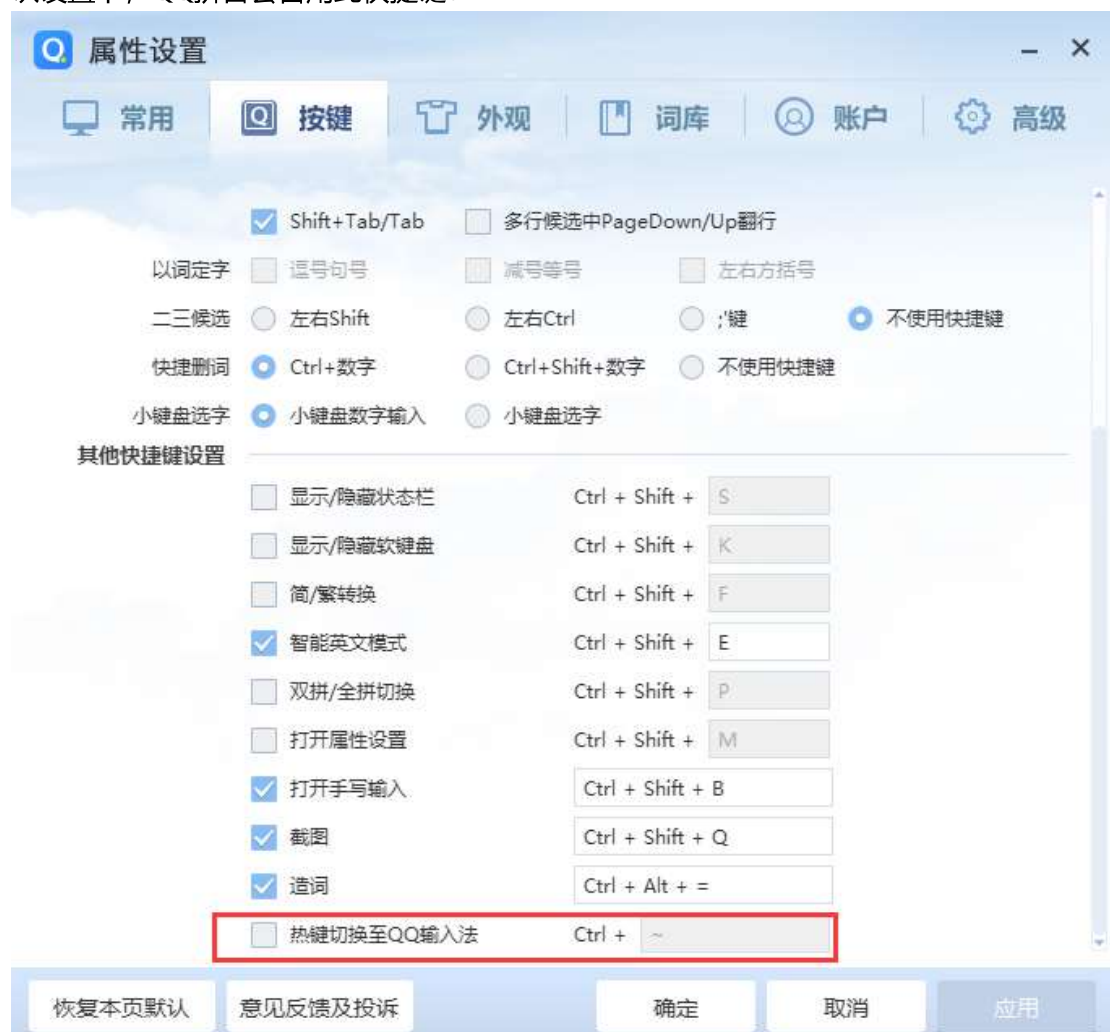 属性设置
常用 按键 外观 词库 账户 高级
Shift+Tab/Tab 多行候选中PageDown/Up翻行
以词定字 逗号句号 减号等号 左右方括号
二三候选 左右Shift 左右Ctrl ;'键 不使用快捷键
快捷删词 Ctrl+数字 Ctrl+Shift+数字 不使用快捷键
小键盘选字 小键盘数字输入 小键盘选字
其他快捷键设置
显示/隐藏状态栏 Ctrl + Shift + S
显示/隐藏软键盘 Ctrl + Shift + K
简/繁转换 Ctrl + Shift + F
智能英文模式 Ctrl + Shift + E
双拼/全拼切换 Ctrl + Shift + P
打开属性设置 Ctrl + Shift + M
打开手写输入 Ctrl + Shift + B
截图 Ctrl + Shift + Q
造词 Ctrl + Alt + =
热键切换至QQ输入法 Ctrl + ~
恢复本页默认 意见反馈及投诉 确定 取消 应用